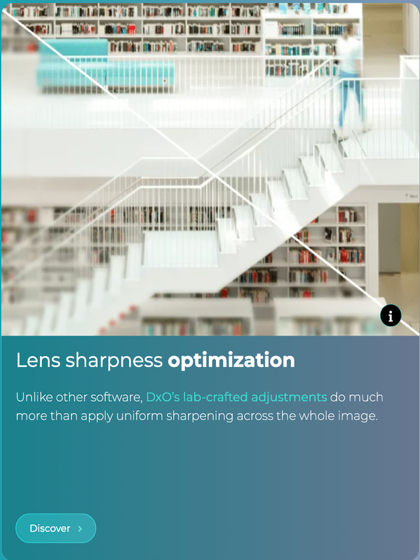 i
Lens sharpness optimization
Unlike other software, DxO's lab-crafted adjustments do much
more than apply uniform sharpening across the whole image.
Discover >